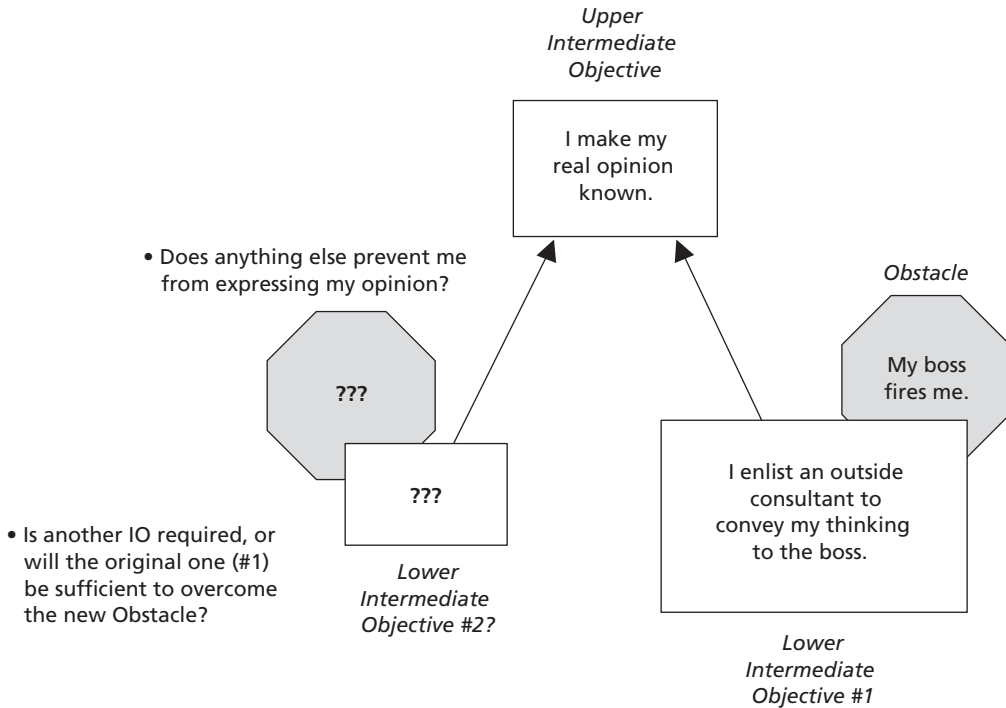 Upper
Intermediate
Objective
I make my
real opinion
known.
• Does anything else prevent me
from expressing my opinion?
Obstacle
???
My boss
fires me.
???
I enlist an outside
consultant to
convey my thinking
to the boss.
• Is another IO required, or
will the original one (#1)
be sufficient to overcome
the new Obstacle?
Lower
Intermediate
Objective #2?
Lower
Intermediate
Objective #1